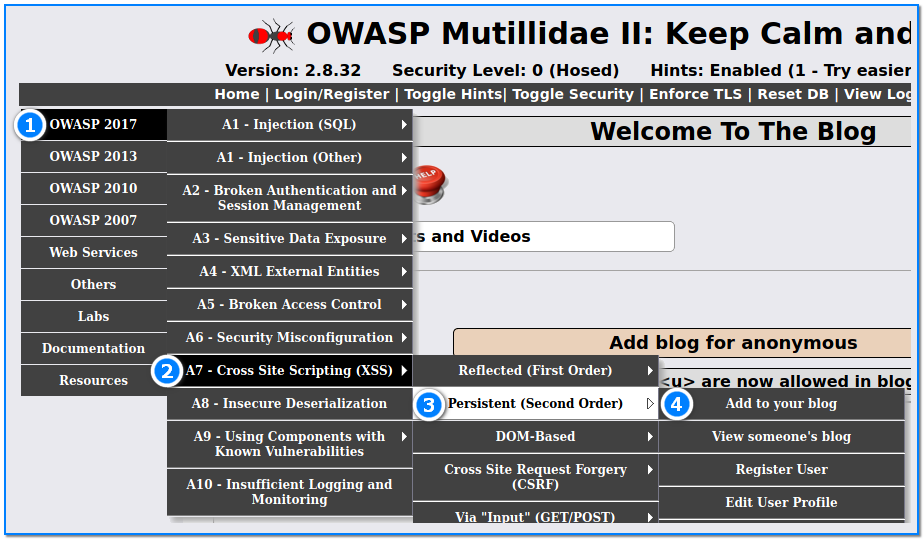 OWASP Mutillidae II: Keep Calm and
Version: 2.8.32 Security Level: 0 (Hosed) Hints: Enabled (1 - Try easier
Home | Login/Register | Toggle Hints| Toggle Security | Enforce TLS | Reset DB | View Log
1 OWASP 2017
OWASP 2013
OWASP 2010
OWASP 2007
Web Services
Others
Labs
Documentation
Resources
A1 - Injection (SQL)
A1 - Injection (Other)
A2 - Broken Authentication and
Session Management
A3 - Sensitive Data Exposure
A4 - XML External Entities
A5 - Broken Access Control
A6 - Security Misconfiguration
2 A7 - Cross Site Scripting (XSS)
A8 - Insecure Deserialization
A9 - Using Components with
Known Vulnerabilities
A10 - Insufficient Logging and
Monitoring
Reflected (First Order)
3 Persistent (Second Order)
DOM-Based
Cross Site Request Forgery
(CSRF)
Via "Input" (GET/POST)
4 Add to your blog
View someone's blog
Register User
Edit User Profile
Welcome To The Blog
HELP
s and Videos
Add blog for anonymous
<u> are now allowed in blog